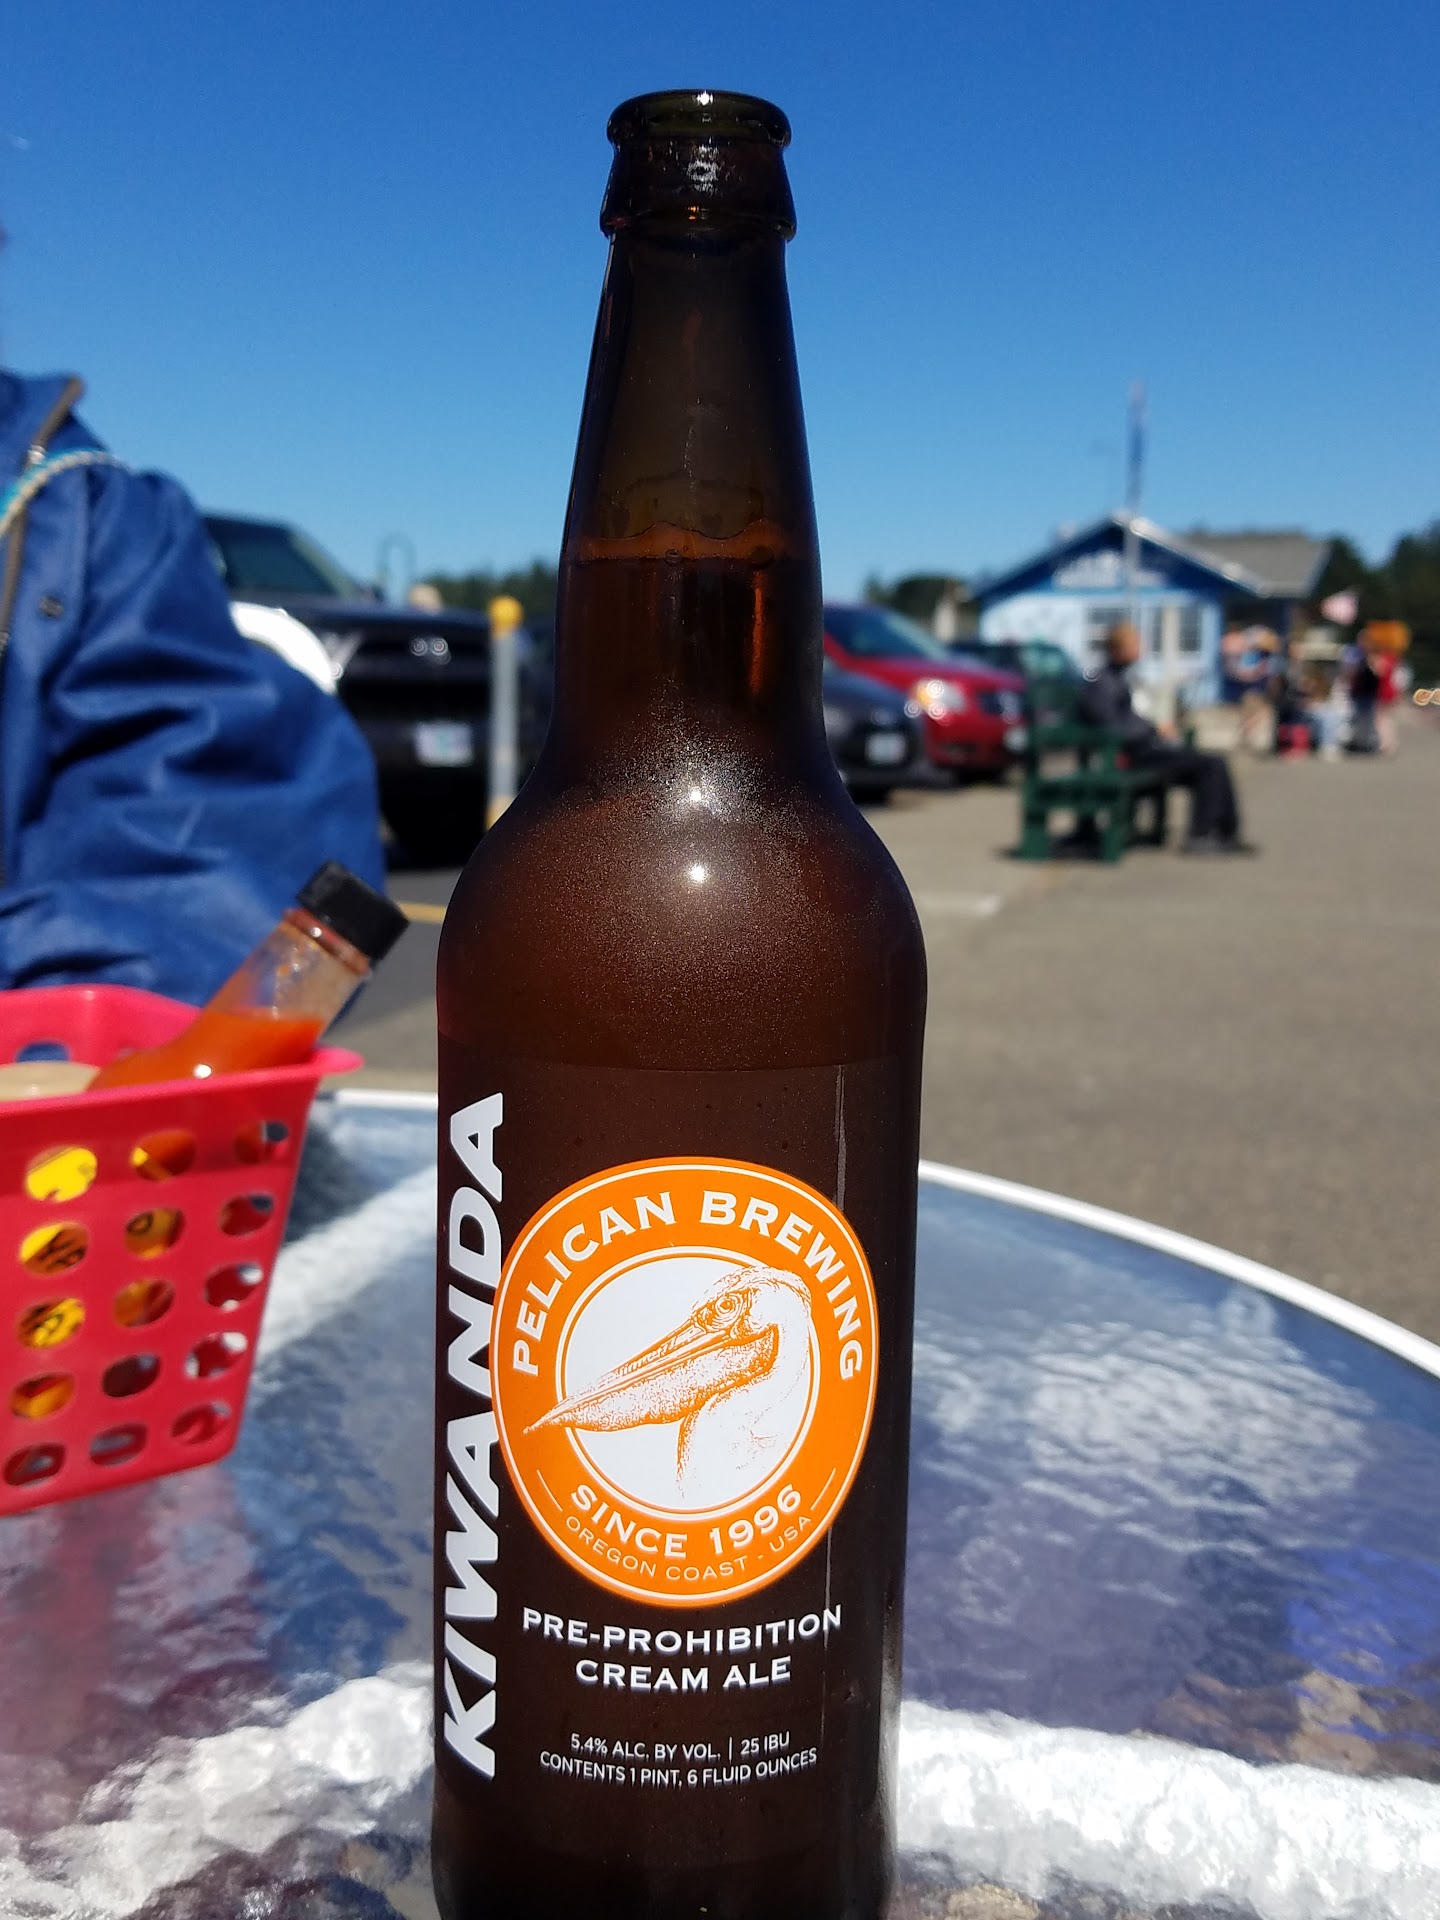 KIWANDA
PELICAN BREWING
SINCE 1996
OREGON COAST - USA
PRE-PROHIBITION
CREAM ALE
5.4% ALC. BY VOL. | 25 IBU
CONTENTS 1 PINT, 6 FLUID OUNCES